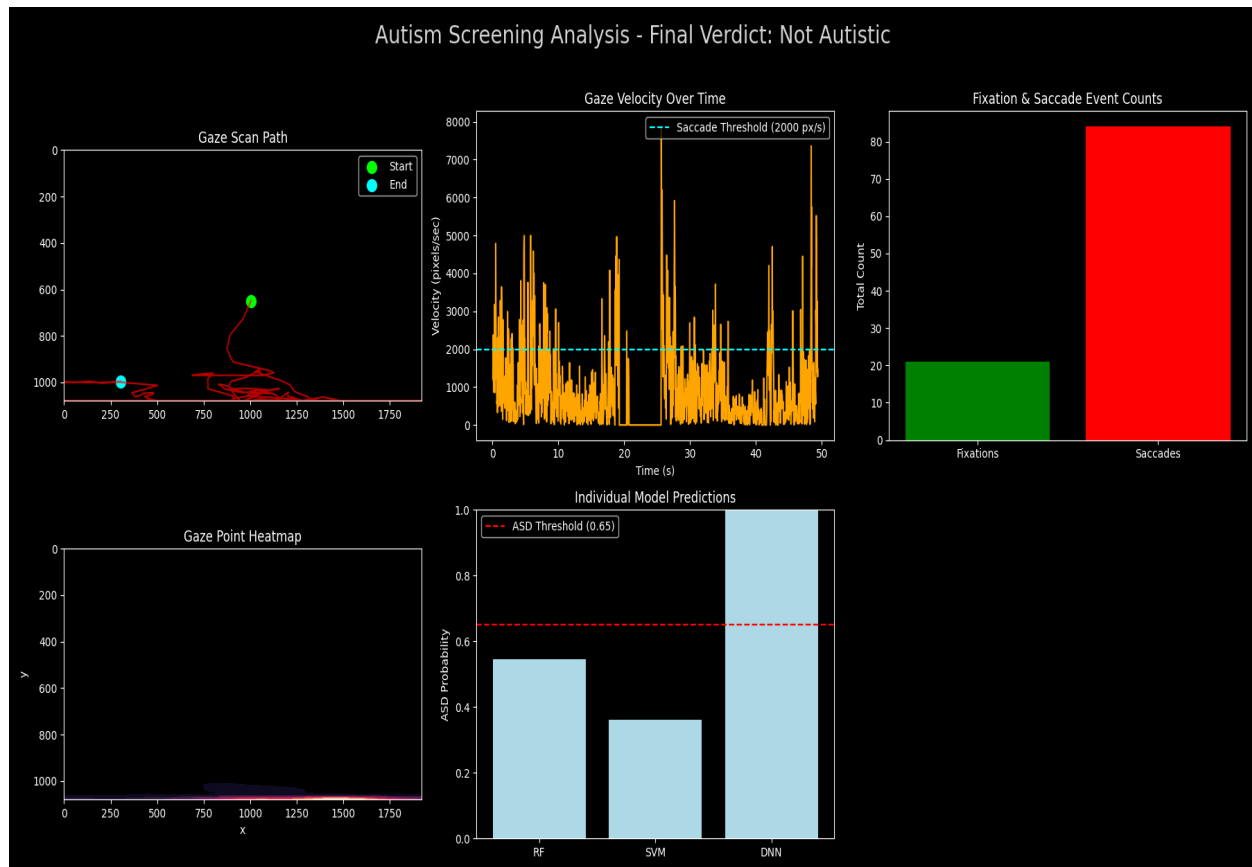 Autism Screening Analysis - Final Verdict: Not Autistic
Gaze Scan Path
Start
End
0
200
400
600
800
1000
0 250 500 750 1000 1250 1500 1750
Gaze Velocity Over Time
Saccade Threshold (2000 px/s)
Velocity (pixels/sec)
8000
7000
6000
5000
4000
3000
2000
1000
0
0 10 20 30 40 50
Time (s)
Fixation & Saccade Event Counts
Total Count
80
70
60
50
40
30
20
10
0
Fixations Saccades
Gaze Point Heatmap
y
0
200
400
600
800
1000
0 250 500 750 1000 1250 1500 1750
x
Individual Model Predictions
ASD Threshold (0.65)
ASD Probability
1.0
0.8
0.6
0.4
0.2
0.0
RF SVM DNN